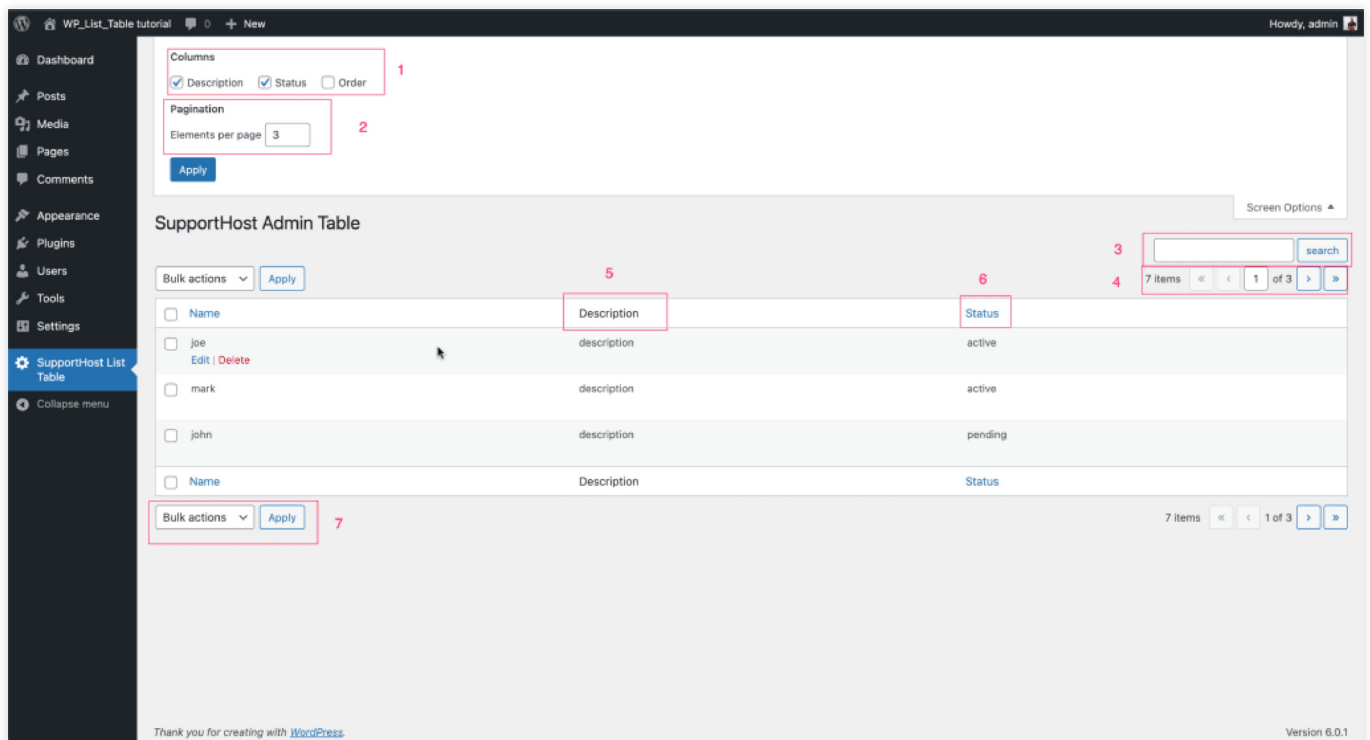 WP_List_Table tutorial 0 + New Howdy, admin
Dashboard
Posts
Media
Pages
Comments
Appearance
Plugins
Users
Tools
Settings
SupportHost List
Table
Collapse menu
Columns
1
Description Status Order
Pagination
2
Elements per page 3
Apply
Screen Options
SupportHost Admin Table
3
search
Bulk actions Apply
5
6
4
7 items « ‹ 1 of 3 › »
Name Description Status
joe description active
Edit | Delete
mark description active
john description pending
Name Description Status
Bulk actions Apply
7
7 items « ‹ 1 of 3 › »
Thank you for creating with WordPress. Version 6.0.1